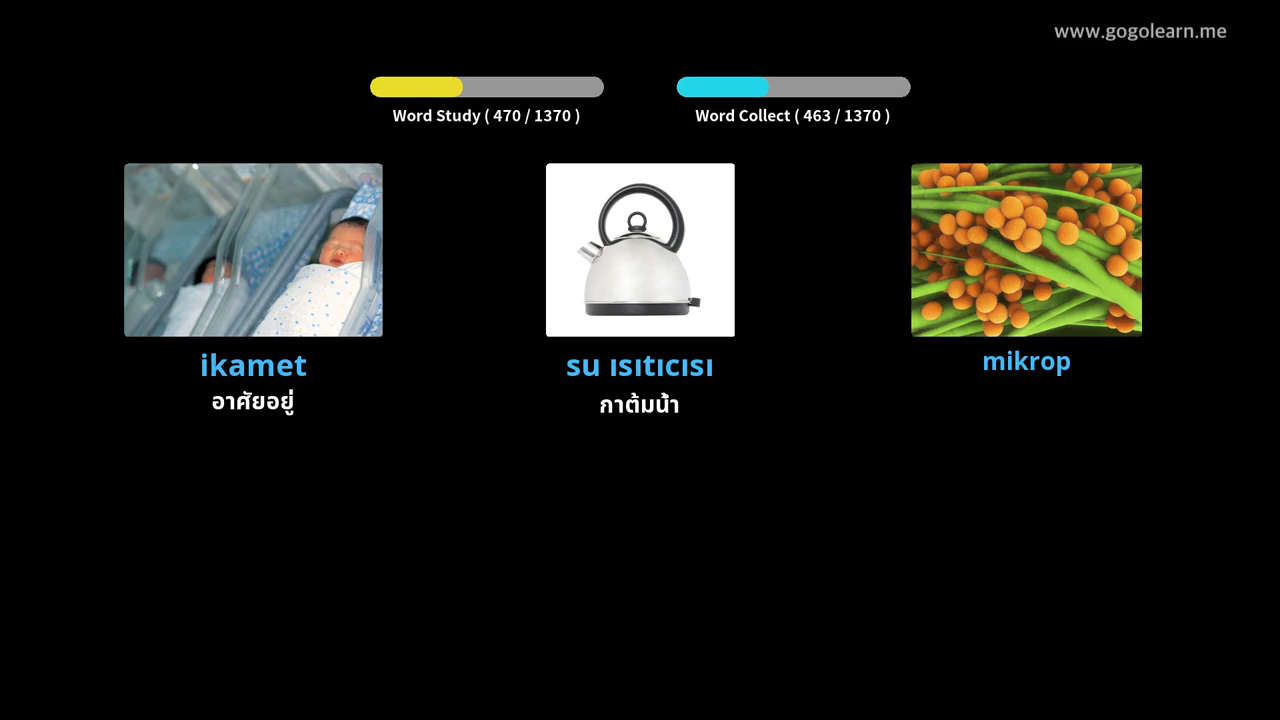 www.gogolearn.me
Word Study ( 470 / 1370 )
Word Collect ( 463 / 1370 )
ikamet
อาศัยอยู่
su ısıtıcısı
กาต้มน้ำ
mikrop